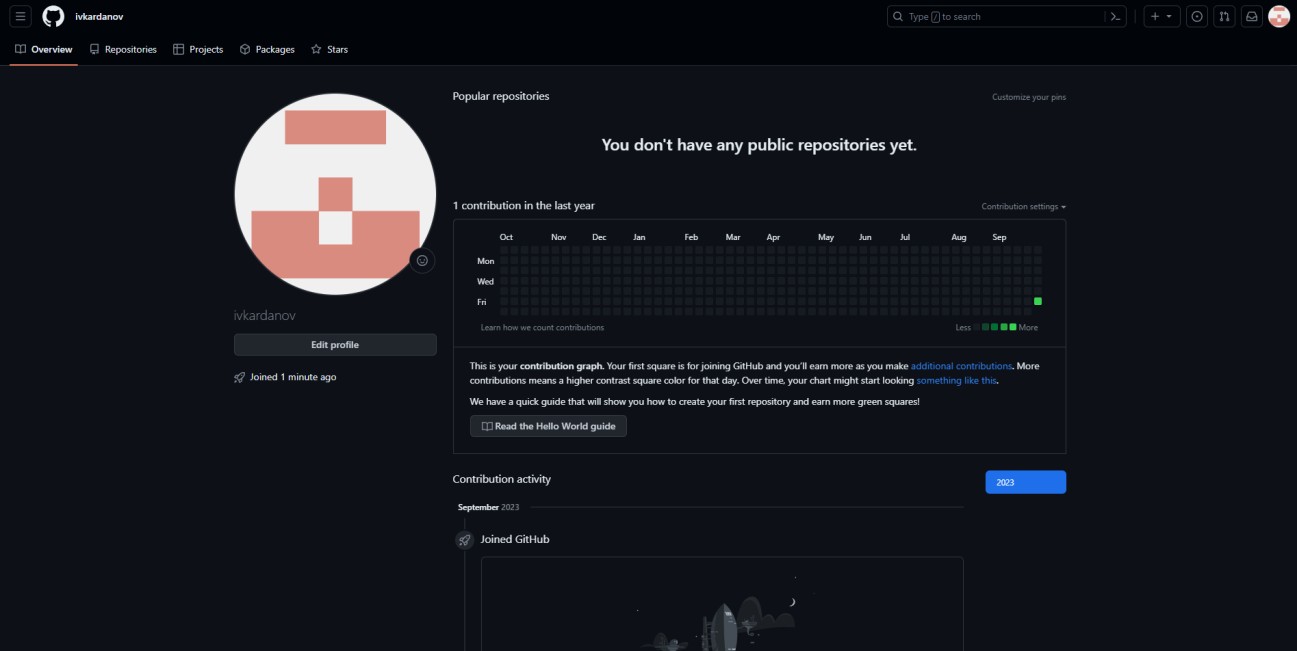 ivkardanov
Type / to search
Overview
Repositories
Projects
Packages
Stars
Popular repositories
Customize your pins
You don't have any public repositories yet.
1 contribution in the last year
Contribution settings
Oct Nov Dec Jan Feb Mar Apr May Jun Jul Aug Sep
Mon
Wed
Fri
Learn how we count contributions
Less More
This is your contribution graph. Your first square is for joining GitHub and you'll earn more as you make additional contributions. More
contributions means a higher contrast square color for that day. Over time, your chart might start looking something like this.
We have a quick guide that will show you how to create your first repository and earn more green squares!
Read the Hello World guide
ivkardanov
Edit profile
Joined 1 minute ago
Contribution activity
2023
September 2023
Joined GitHub